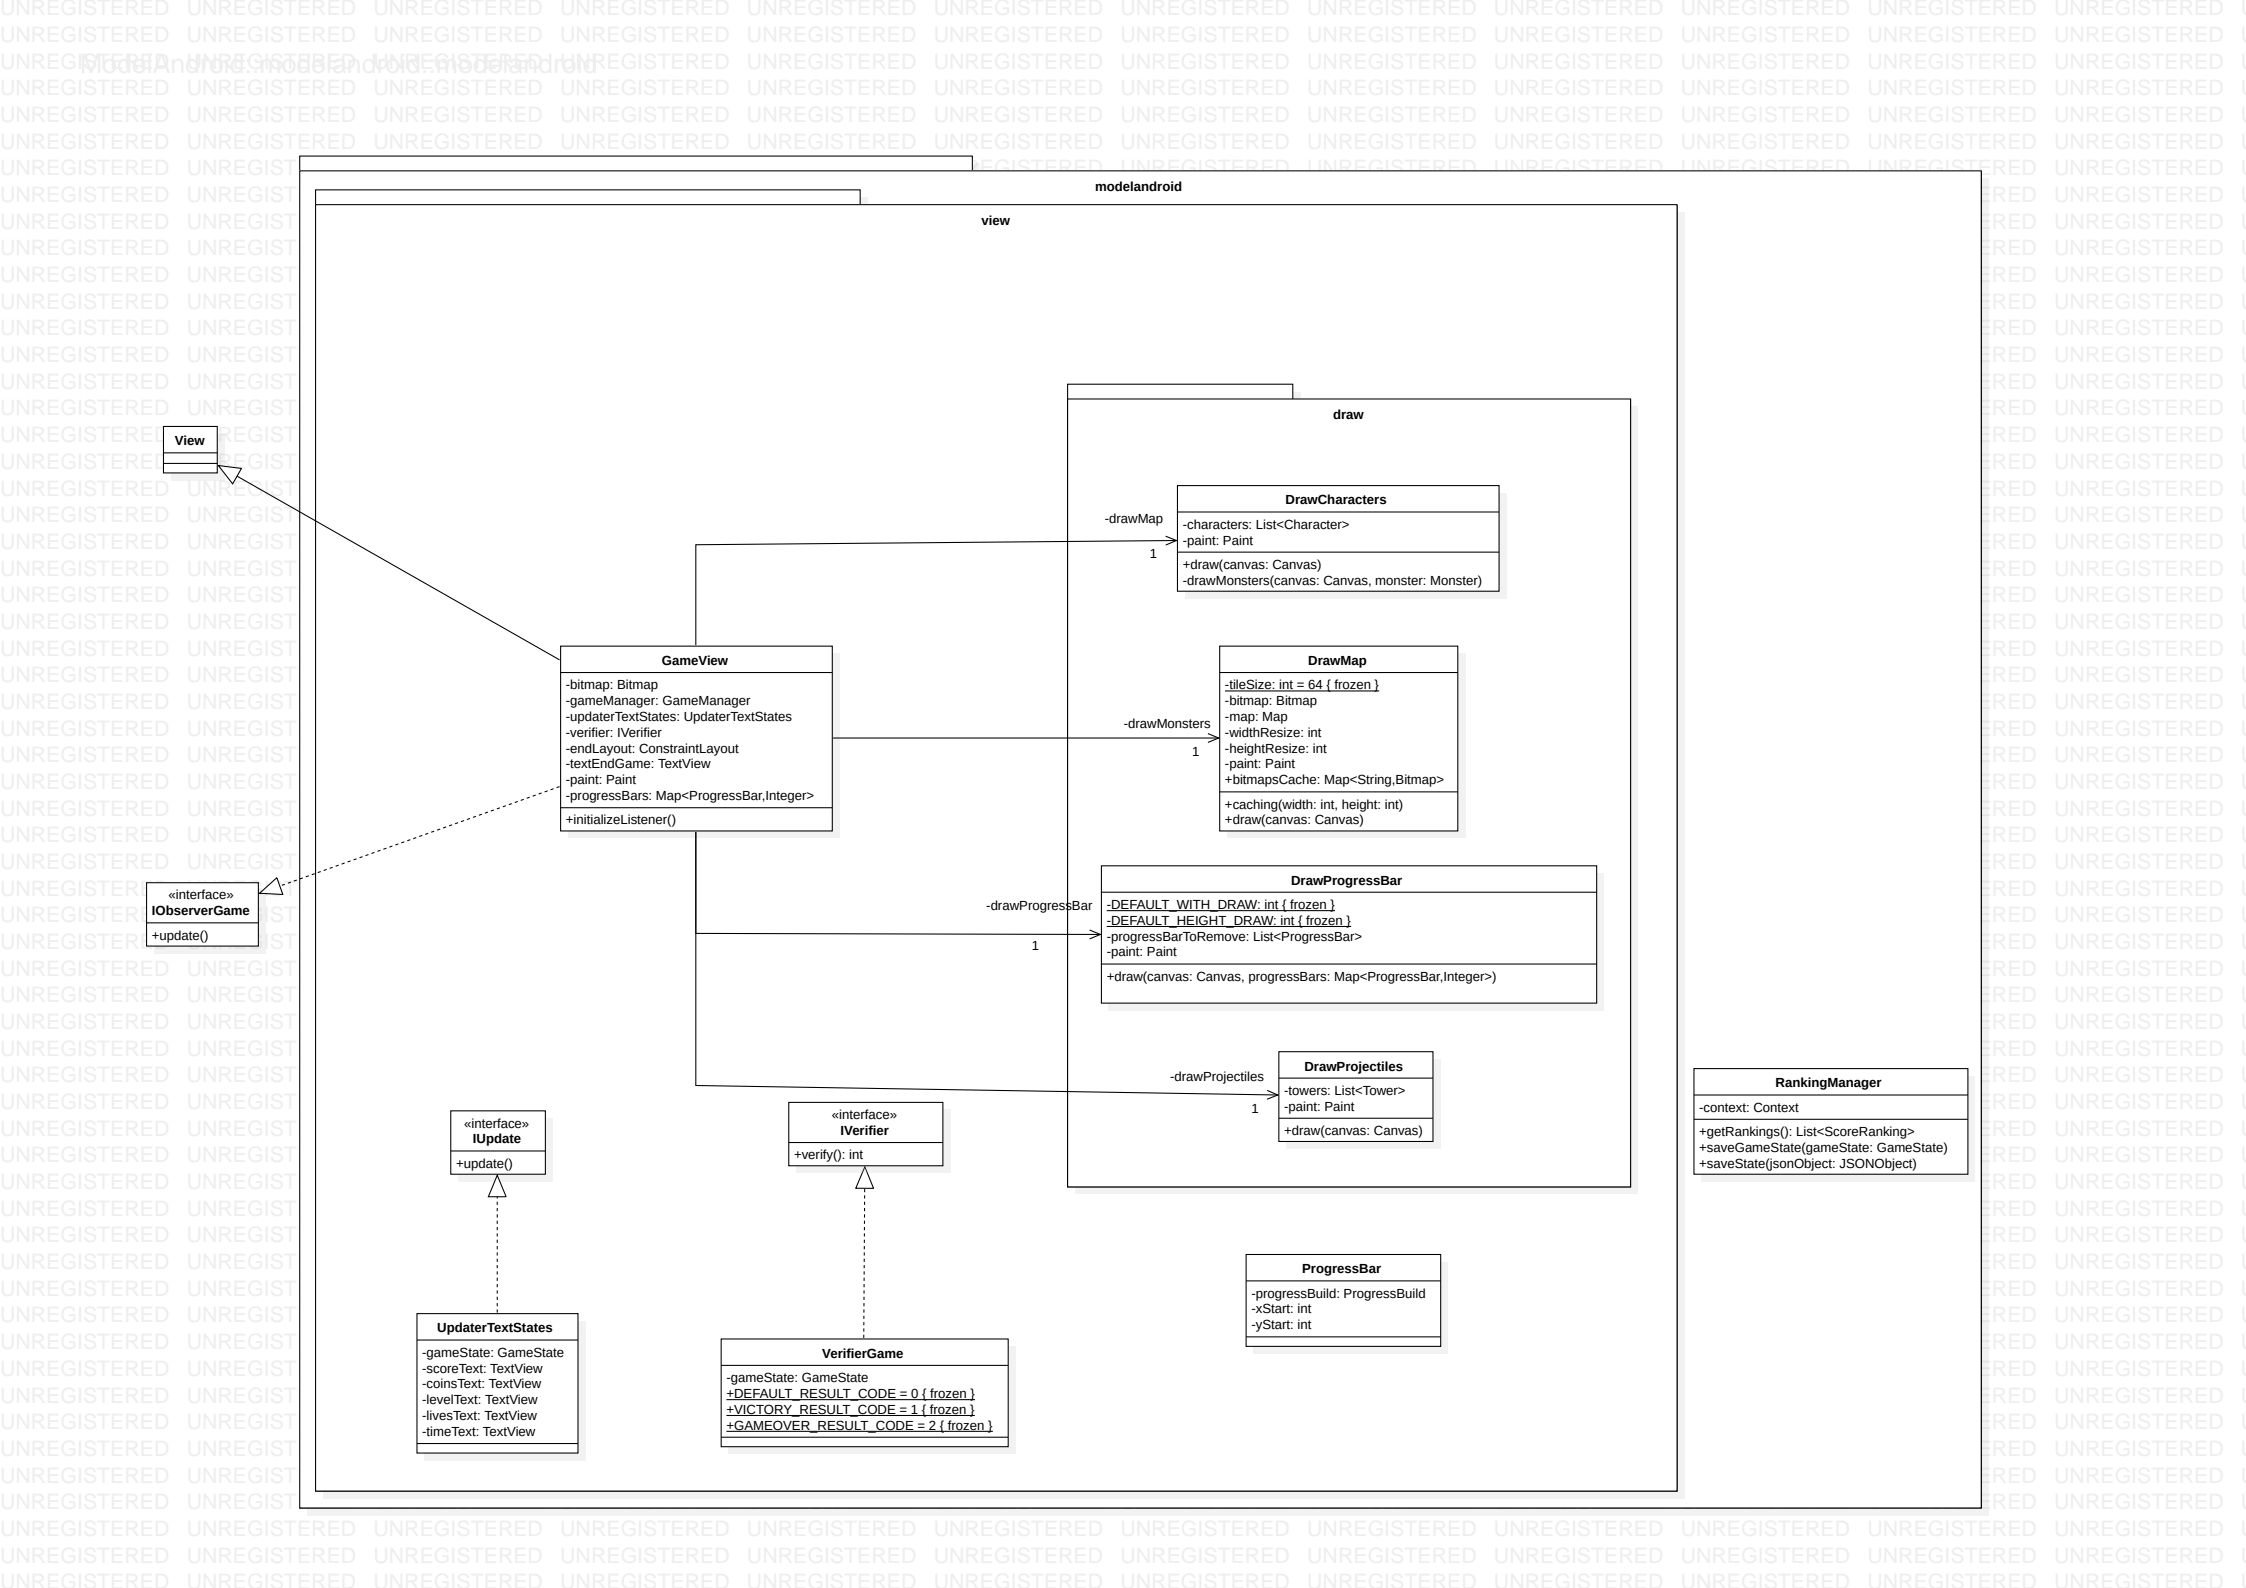 ModelAndroid::modelandroid::modelandroid
modelandroid
view
draw
View
DrawCharacters
-characters: List<Character>
-paint: Paint
+draw(canvas: Canvas)
-drawMonsters(canvas: Canvas, monster: Monster)
-drawMap
1
GameView
-bitmap: Bitmap
-gameManager: GameManager
-updaterTextStates: UpdaterTextStates
-verifier: IVerifier
-endLayout: ConstraintLayout
-textEndGame: TextView
-paint: Paint
-progressBars: Map<ProgressBar,Integer>
+initializeListener()
-drawMonsters
1
DrawMap
-tileSize: int = 64 { frozen }
-bitmap: Bitmap
-map: Map
-widthResize: int
-heightResize: int
-paint: Paint
+bitmapsCache: Map<String,Bitmap>
+caching(width: int, height: int)
+draw(canvas: Canvas)
«interface»
IObserverGame
+update()
-drawProgressBar
1
DrawProgressBar
-DEFAULT_WITH_DRAW: int { frozen }
-DEFAULT_HEIGHT_DRAW: int { frozen }
-progressBarToRemove: List<ProgressBar>
-paint: Paint
+draw(canvas: Canvas, progressBars: Map<ProgressBar,Integer>)
-drawProjectiles
1
DrawProjectiles
-towers: List<Tower>
-paint: Paint
+draw(canvas: Canvas)
RankingManager
-context: Context
+getRankings(): List<ScoreRanking>
+saveGameState(gameState: GameState)
+saveState(jsonObject: JSONObject)
«interface»
IUpdate
+update()
«interface»
IVerifier
+verify(): int
ProgressBar
-progressBuild: ProgressBuild
-xStart: int
-yStart: int
UpdaterTextStates
-gameState: GameState
-scoreText: TextView
-coinsText: TextView
-levelText: TextView
-livesText: TextView
-timeText: TextView
VerifierGame
-gameState: GameState
+DEFAULT_RESULT_CODE = 0 { frozen }
+VICTORY_RESULT_CODE = 1 { frozen }
+GAMEOVER_RESULT_CODE = 2 { frozen }
UNREGISTERED